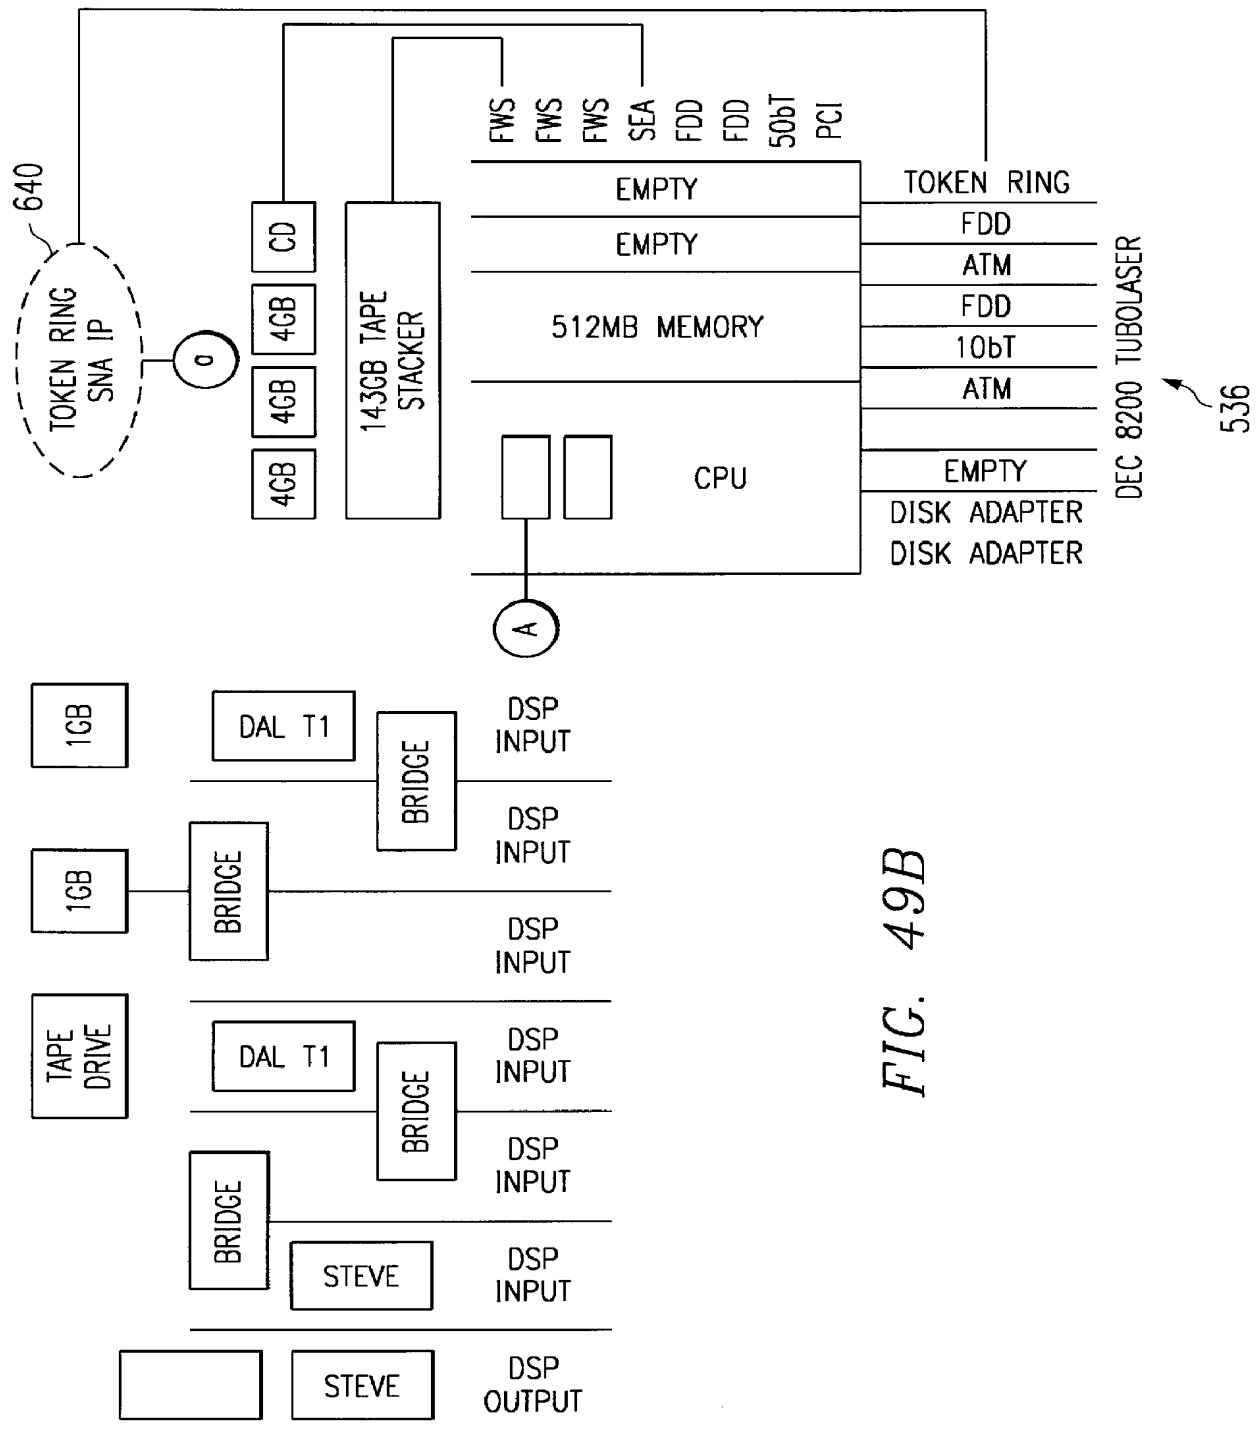 640
TOKEN RING
SNA IP
a
CD
4GB
4GB
4GB
143GB TAPE
STACKER
FWS
FWS
FWS
SEA
FDD
FDD
50bT
PCI
EMPTY
EMPTY
512MB MEMORY
CPU
TOKEN RING
FDD
ATM
FDD
10bT
ATM
EMPTY
DISK ADAPTER
DISK ADAPTER
DEC 8200 TUBOLASER
536
A
1GB
1GB
TAPE
DRIVE
DAL T1
BRIDGE
BRIDGE
DAL T1
BRIDGE
BRIDGE
STEVE
STEVE
DSP
INPUT
DSP
INPUT
DSP
INPUT
DSP
INPUT
DSP
INPUT
DSP
INPUT
DSP
OUTPUT
FIG. 49B